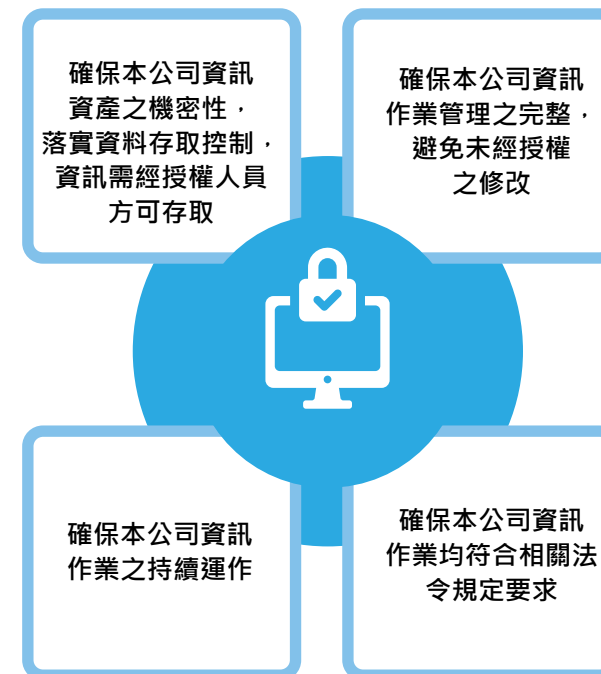 確保本公司資訊
資產之機密性，
落實資料存取控制，
資訊需經授權人員
方可存取
確保本公司資訊
作業管理之完整，
避免未經授權
之修改
確保本公司資訊
作業之持續運作
確保本公司資訊
作業均符合相關法
令規定要求